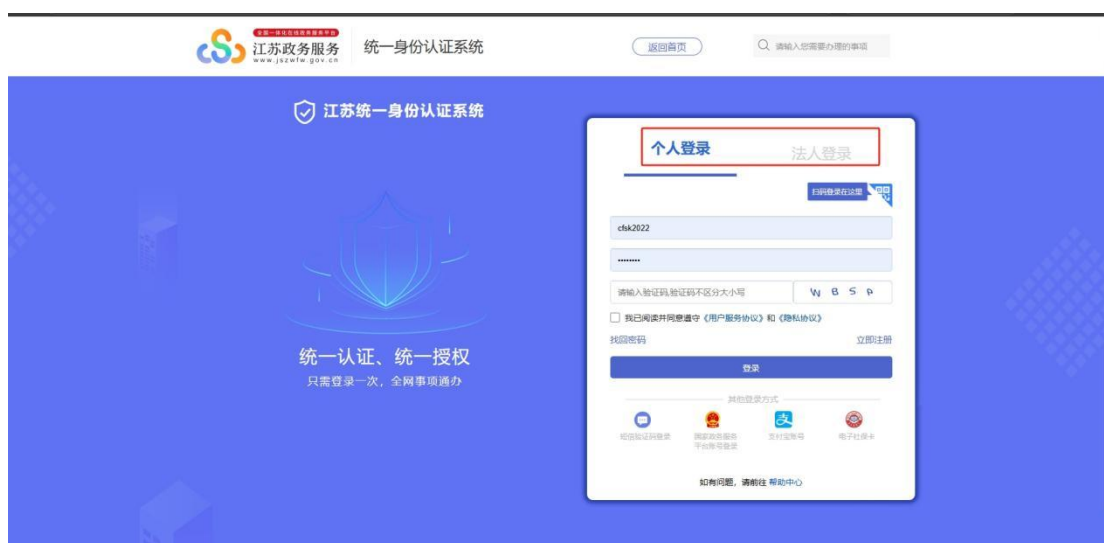 全国一体化在线政务服务平台
江苏政务服务
www.jszwfw.gov.cn
统一身份认证系统
返回首页
请输入您需要办理的事项
江苏统一身份认证系统
统一认证、统一授权
只需登录一次，全网事项通办
个人登录
法人登录
扫码登录在这里
cfsk2022
••••••••
请输入验证码,验证码不区分大小写
W B S P
我已阅读并同意遵守《用户服务协议》和《隐私协议》
找回密码
立即注册
登录
其他登录方式
短信验证码登录
国家政务服务
平台账号登录
支付宝账号
电子社保卡
如有问题，请前往 帮助中心